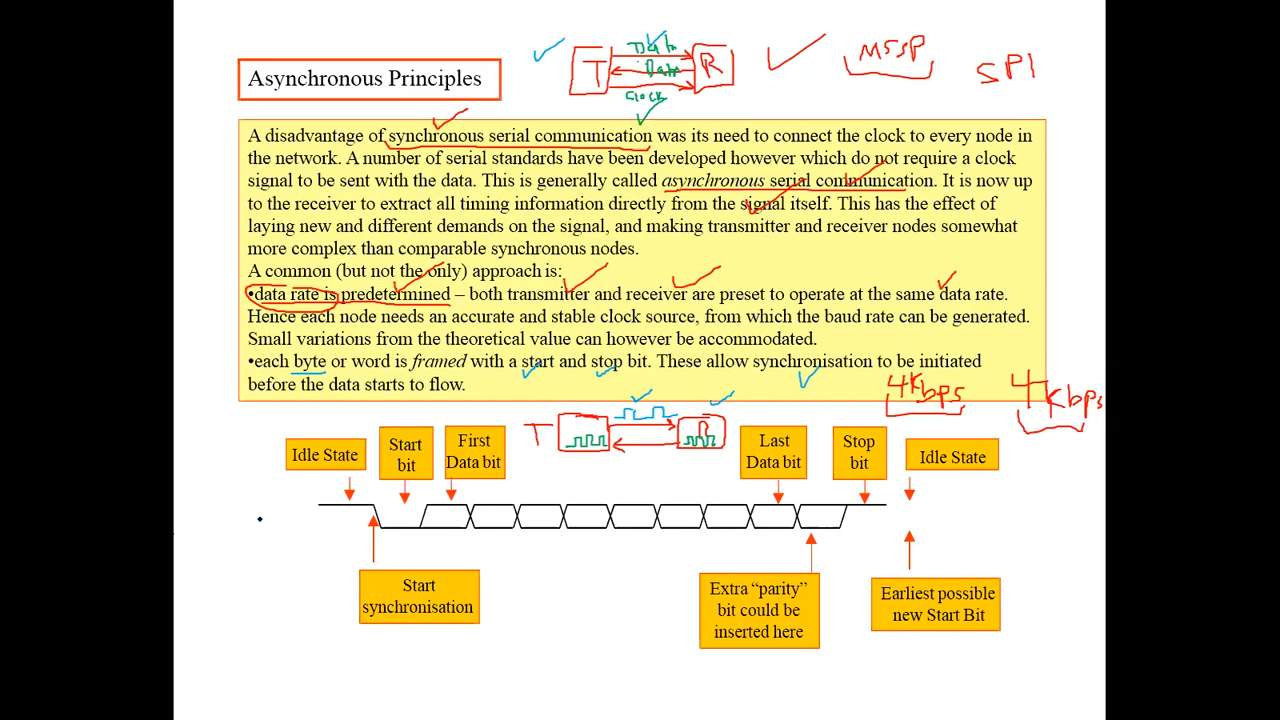 Asynchronous Principles
T
Data
Data
Clock
R
MSSP
SPI
A disadvantage of synchronous serial communication was its need to connect the clock to every node in
the network. A number of serial standards have been developed however which do not require a clock
signal to be sent with the data. This is generally called asynchronous serial communication. It is now up
to the receiver to extract all timing information directly from the signal itself. This has the effect of
laying new and different demands on the signal, and making transmitter and receiver nodes somewhat
more complex than comparable synchronous nodes.
A common (but not the only) approach is:
•data rate is predetermined – both transmitter and receiver are preset to operate at the same data rate.
Hence each node needs an accurate and stable clock source, from which the baud rate can be generated.
Small variations from the theoretical value can however be accommodated.
•each byte or word is framed with a start and stop bit. These allow synchronisation to be initiated
before the data starts to flow.
4Kbps
4Kbps
T
R
Idle State
Start
bit
First
Data bit
Last
Data bit
Stop
bit
Idle State
Start
synchronisation
Extra “parity”
bit could be
inserted here
Earliest possible
new Start Bit